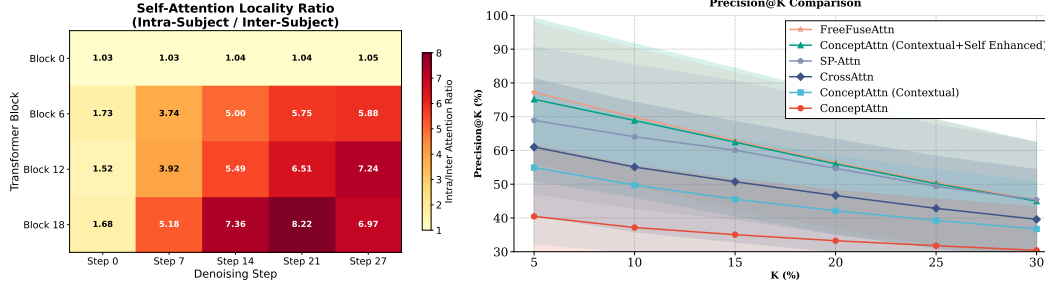 Self-Attention Locality Ratio
(Intra-Subject / Inter-Subject)
Transformer Block
Block 0
1.03 1.03 1.04 1.04 1.05
Block 6
1.73 3.74 5.00 5.75 5.88
Block 12
1.52 3.92 5.49 6.51 7.24
Block 18
1.68 5.18 7.36 8.22 6.97
Step 0 Step 7 Step 14 Step 21 Step 27
Denoising Step
8
7
6
5
4
3
2
1
Intra/Inter Attention Ratio
Precision@K Comparison
Precision@K (%)
100
90
80
70
60
50
40
30
FreeFuseAttn
ConceptAttn (Contextual+Self Enhanced)
SP-Attn
CrossAttn
ConceptAttn (Contextual)
ConceptAttn
5 10 15 20 25 30
K (%)